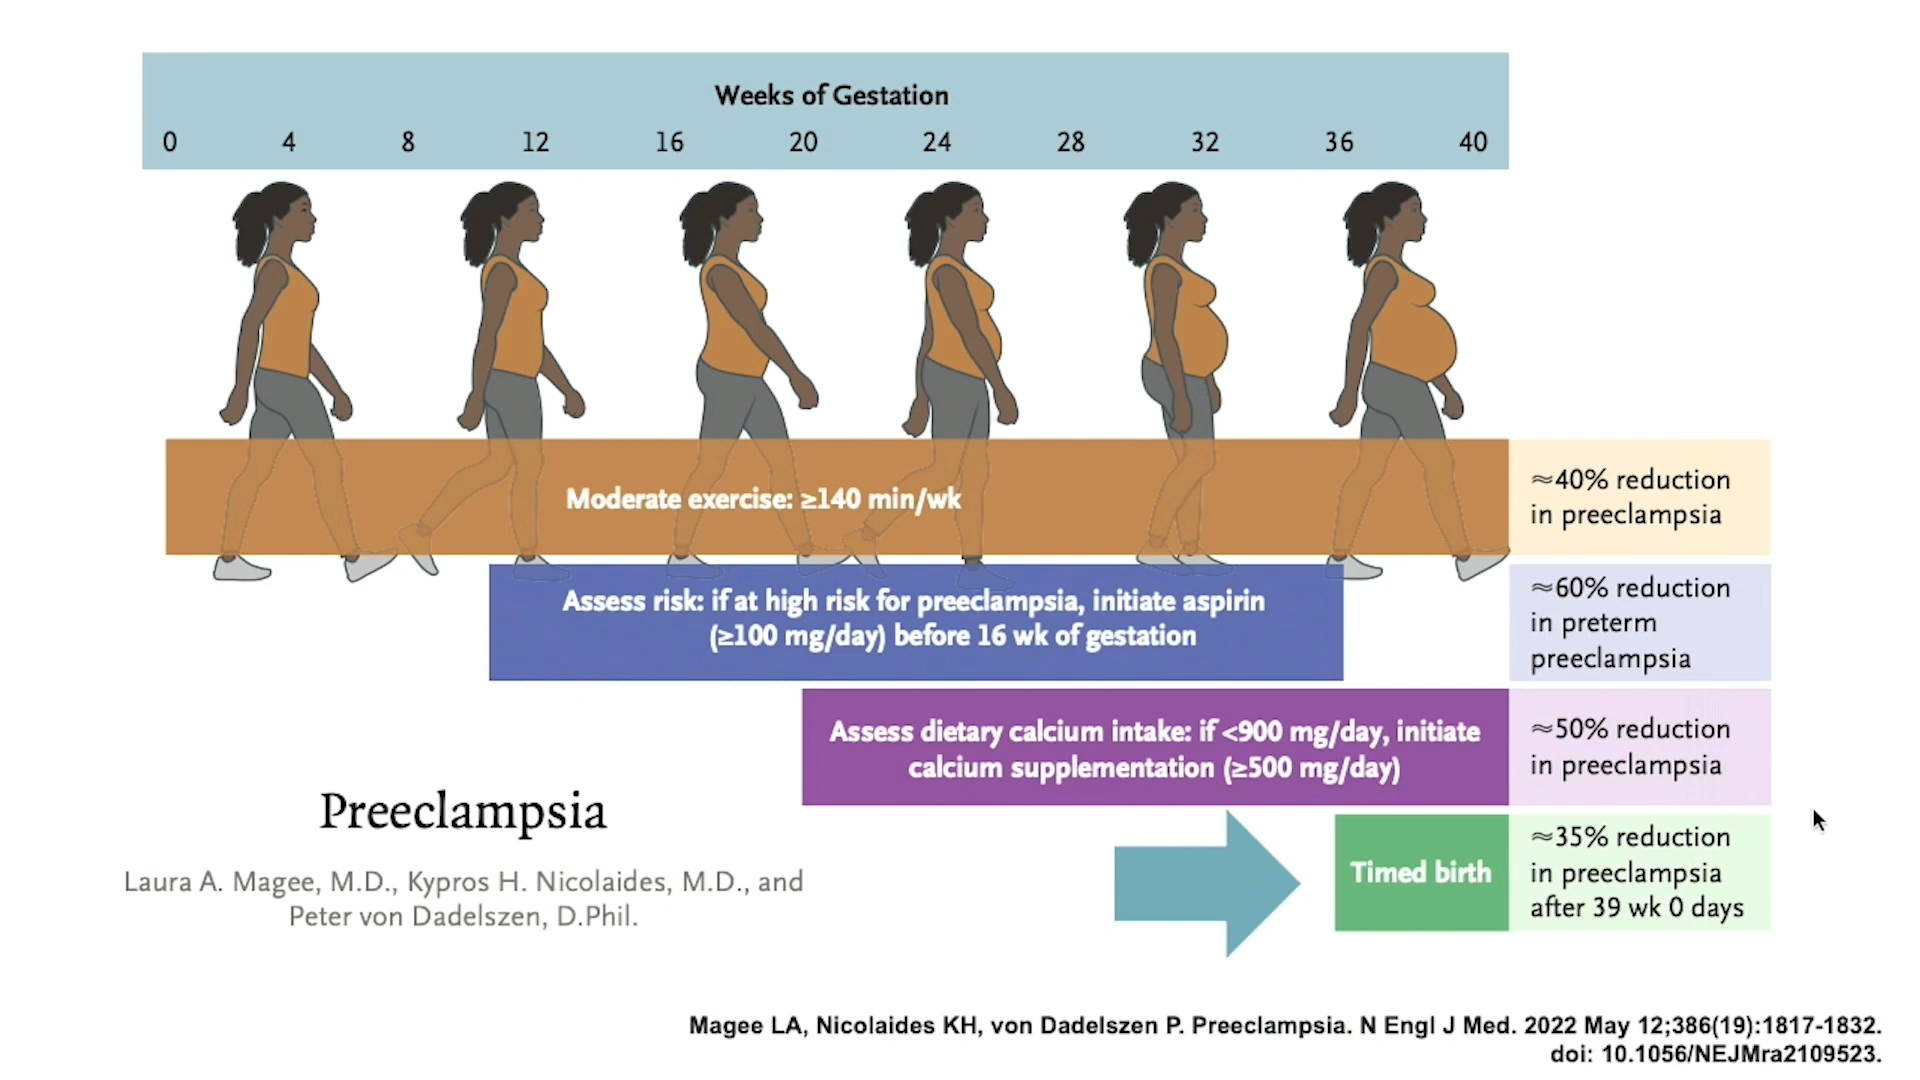 Weeks of Gestation
0 4 8 12 16 20 24 28 32 36 40
Moderate exercise: ≥140 min/wk
≈40% reduction
in preeclampsia
Assess risk: if at high risk for preeclampsia, initiate aspirin
(≥100 mg/day) before 16 wk of gestation
≈60% reduction
in preterm
preeclampsia
Assess dietary calcium intake: if <900 mg/day, initiate
calcium supplementation (≥500 mg/day)
≈50% reduction
in preeclampsia
Timed birth
≈35% reduction
in preeclampsia
after 39 wk 0 days
Preeclampsia
Laura A. Magee, M.D., Kypros H. Nicolaides, M.D., and
Peter von Dadelszen, D.Phil.
Magee LA, Nicolaides KH, von Dadelszen P. Preeclampsia. N Engl J Med. 2022 May 12;386(19):1817-1832.
doi: 10.1056/NEJMra2109523.